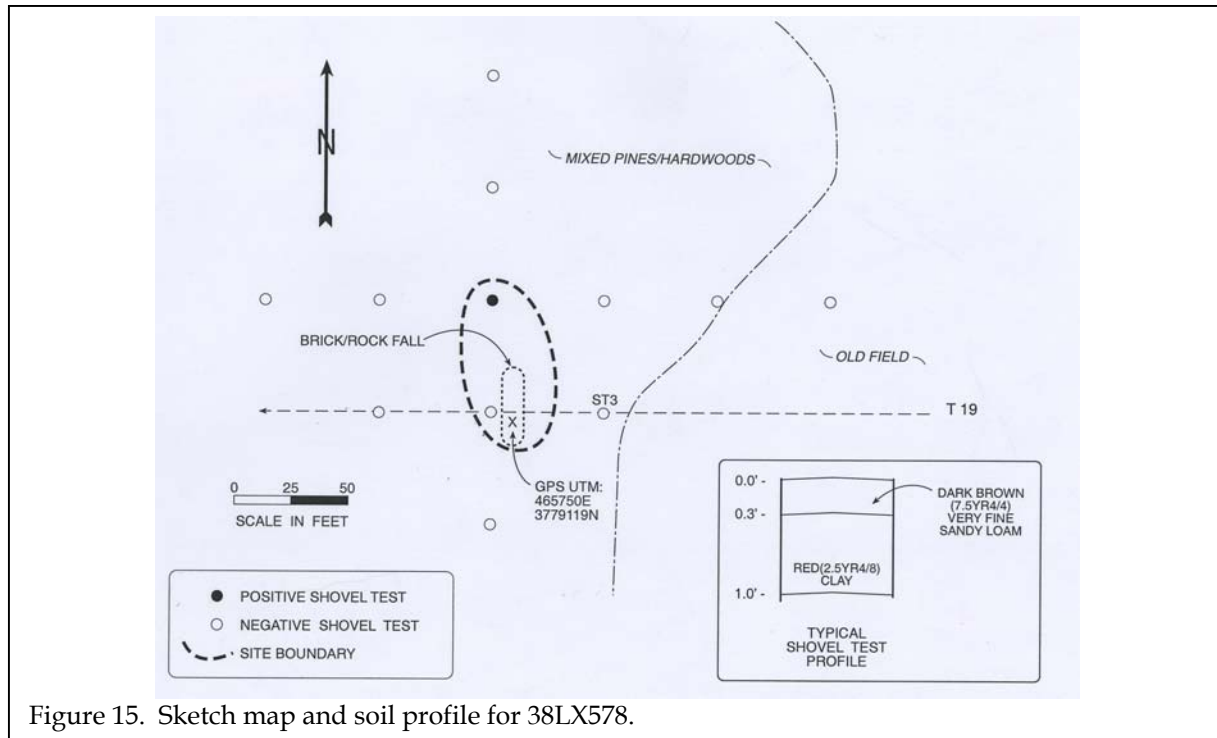 N
MIXED PINES/HARDWOODS
BRICK/ROCK FALL
OLD FIELD
ST3
T 19
GPS UTM:
465750E
3779119N
0 25 50
SCALE IN FEET
POSITIVE SHOVEL TEST
NEGATIVE SHOVEL TEST
SITE BOUNDARY
0.0' -
0.3' -
1.0' -
DARK BROWN
(7.5YR4/4)
VERY FINE
SANDY LOAM
RED(2.5YR4/8)
CLAY
TYPICAL
SHOVEL TEST
PROFILE
X
Figure 15. Sketch map and soil profile for 38LX578.